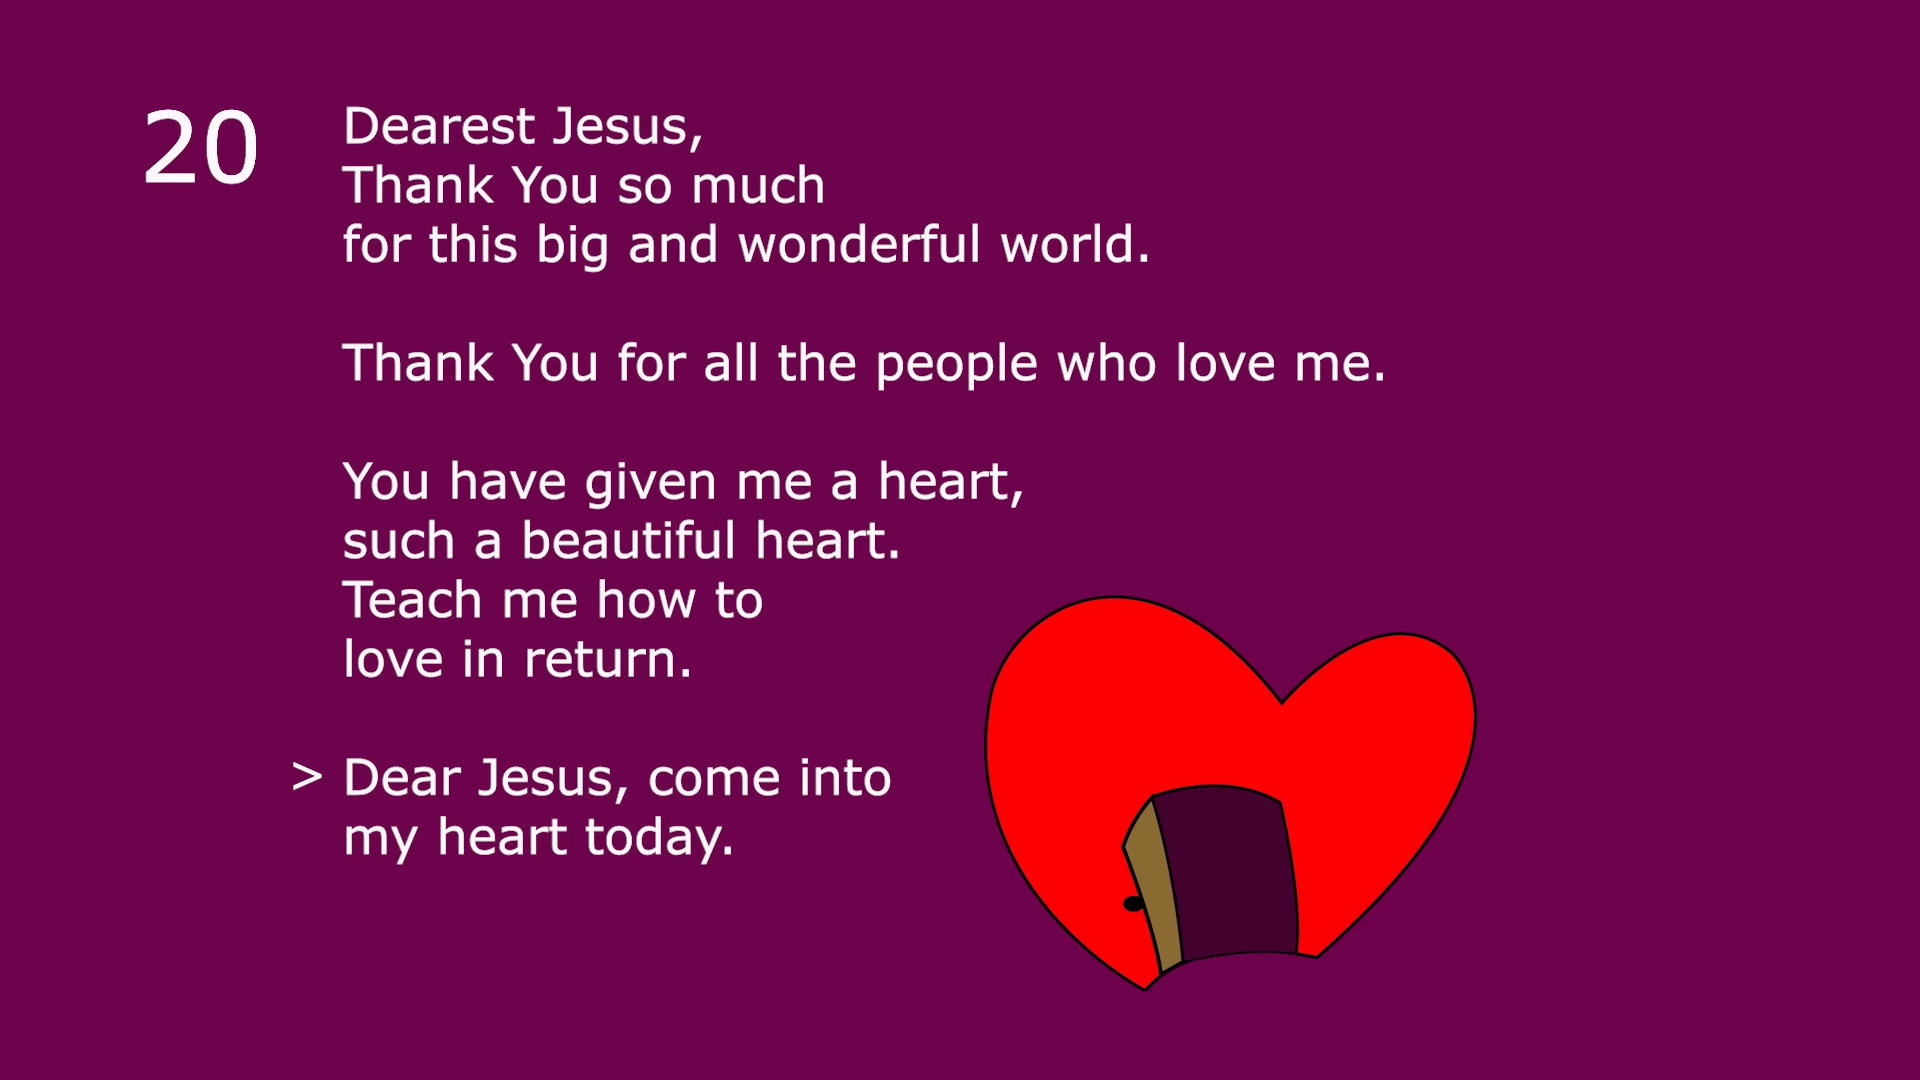 20
Dearest Jesus,
Thank You so much
for this big and wonderful world.
Thank You for all the people who love me.
You have given me a heart,
such a beautiful heart.
Teach me how to
love in return.
> Dear Jesus, come into
my heart today.